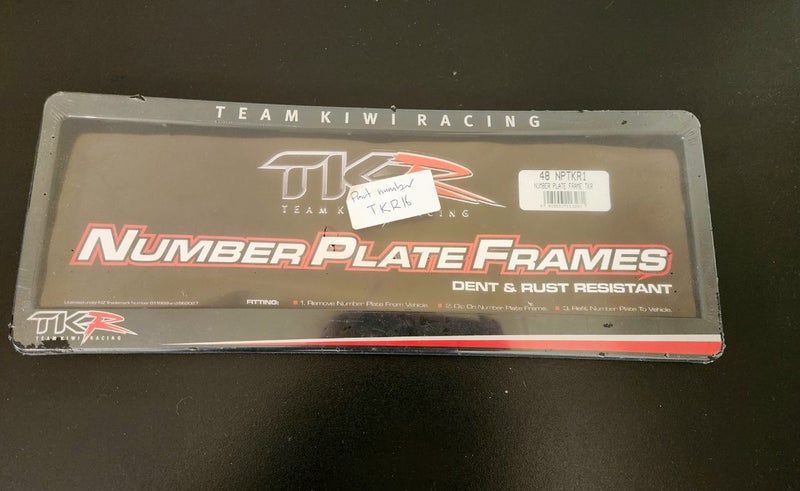 TEAM KIWI RACING
TKR
TEAM KIWI RACING
Part number
TKR16
48 NPTKR1
NUMBER PLATE FRAME TKR
NUMBER PLATE FRAMES
DENT & RUST RESISTANT
FITTING: 1. Remove Number Plate From Vehicle. 2. Clip On Number Plate Frame. 3. Refit Number Plate To Vehicle.
TKR
TEAM KIWI RACING